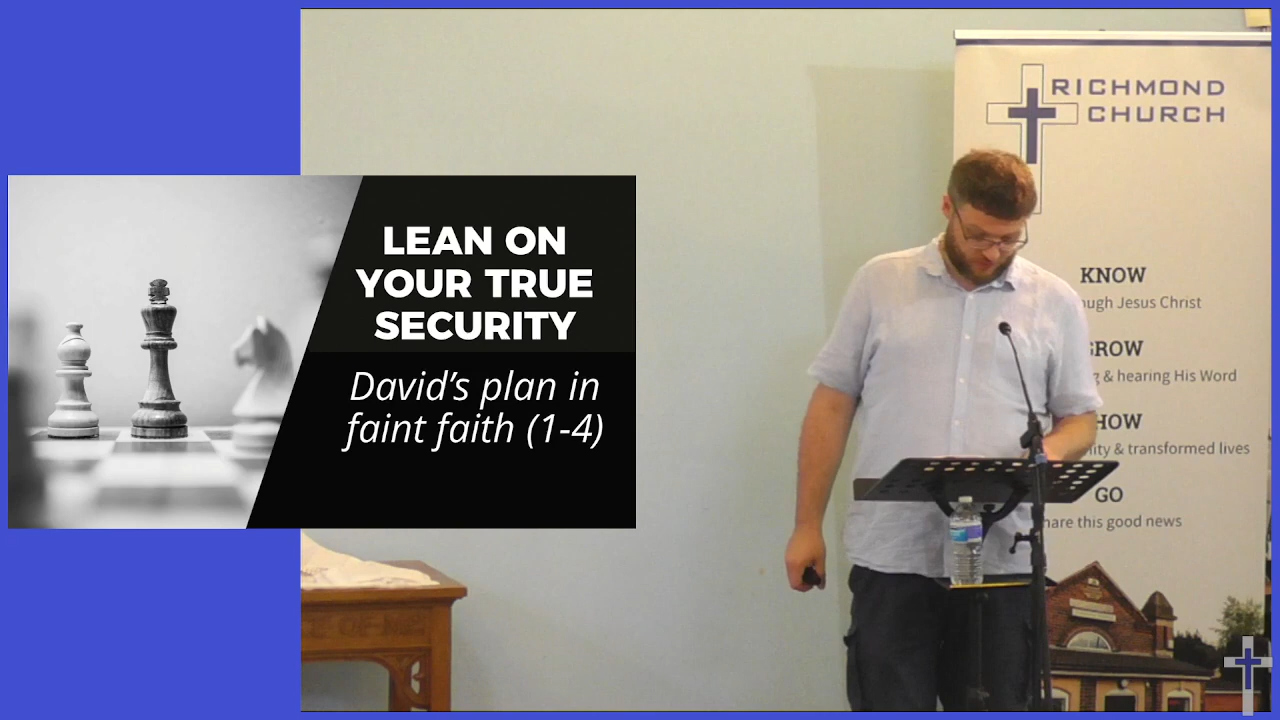 LEAN ON
YOUR TRUE
SECURITY
David's plan in
faint faith (1-4)
RICHMOND
CHURCH
KNOW
ugh Jesus Christ
GROW
g & hearing His Word
HOW
nity & transformed lives
GO
hare this good news